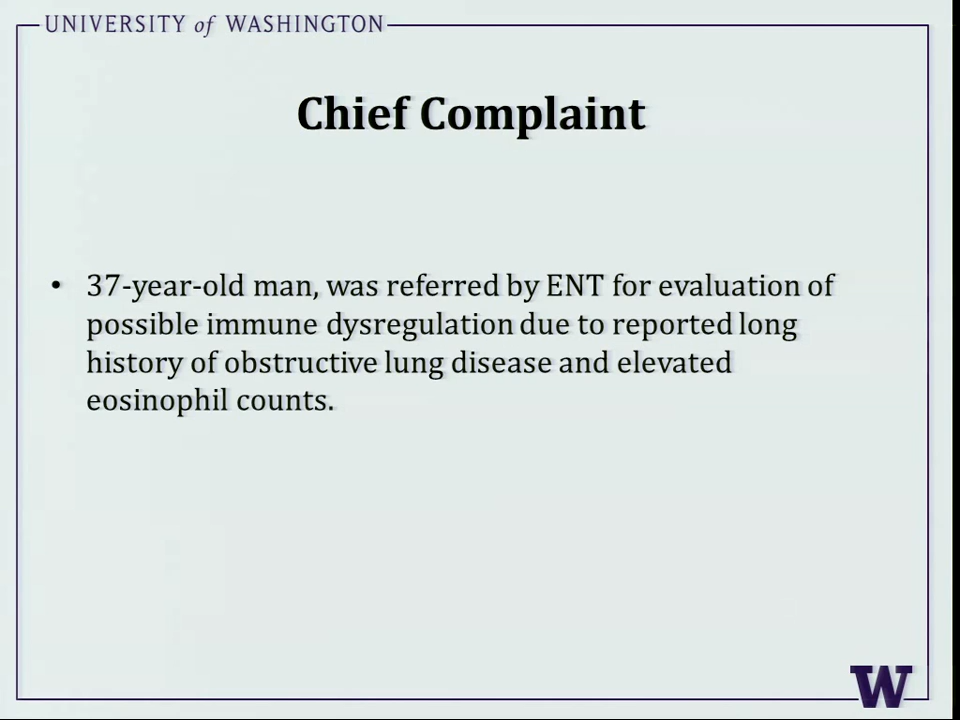 UNIVERSITY of WASHINGTON
Chief Complaint
• 37-year-old man, was referred by ENT for evaluation of
possible immune dysregulation due to reported long
history of obstructive lung disease and elevated
eosinophil counts.
W